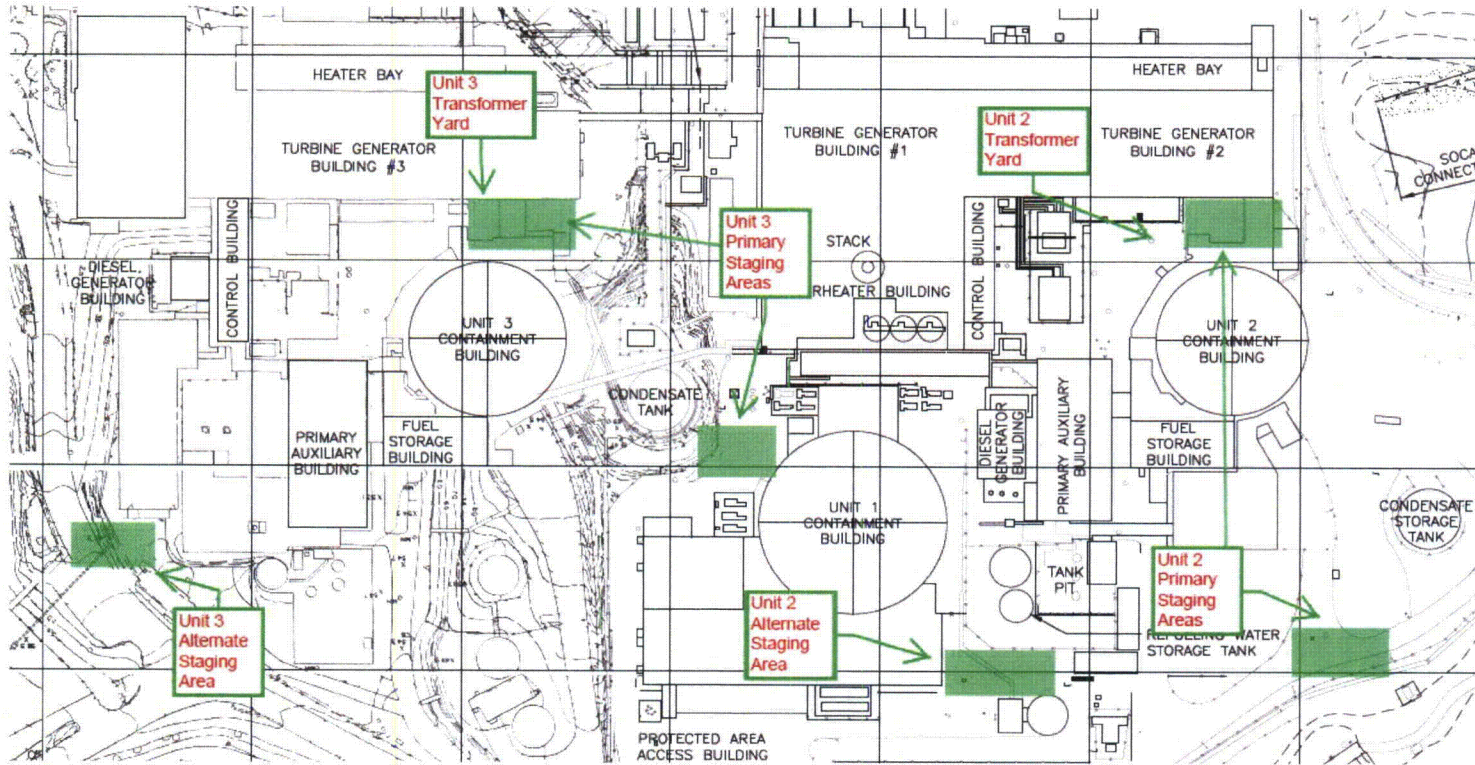 HEATER BAY
HEATER BAY
Unit 3
Transformer
Yard
Unit 2
Transformer
Yard
TURBINE GENERATOR
BUILDING #3
TURBINE GENERATOR
BUILDING #1
TURBINE GENERATOR
BUILDING #2
SOCA
CONNECT
Unit 3
Primary
Staging
Areas
CONTROL BUILDING
STACK
CONTROL BUILDING
DIESEL
GENERATOR
BUILDING
RHEATER BUILDING
UNIT 3
CONTAINMENT
BUILDING
UNIT 2
CONTAINMENT
BUILDING
CONDENSATE
TANK
PRIMARY
AUXILIARY
BUILDING
FUEL
STORAGE
BUILDING
DIESEL
GENERATOR
BUILDING
PRIMARY AUXILIARY
BUILDING
FUEL
STORAGE
BUILDING
UNIT 1
CONTAINMENT
BUILDING
CONDENSATE
STORAGE
TANK
TANK
PIT
Unit 2
Primary
Staging
Areas
Unit 2
Alternate
Staging
Area
Unit 3
Alternate
Staging
Area
REFUELING WATER
STORAGE TANK
PROTECTED AREA
ACCESS BUILDING